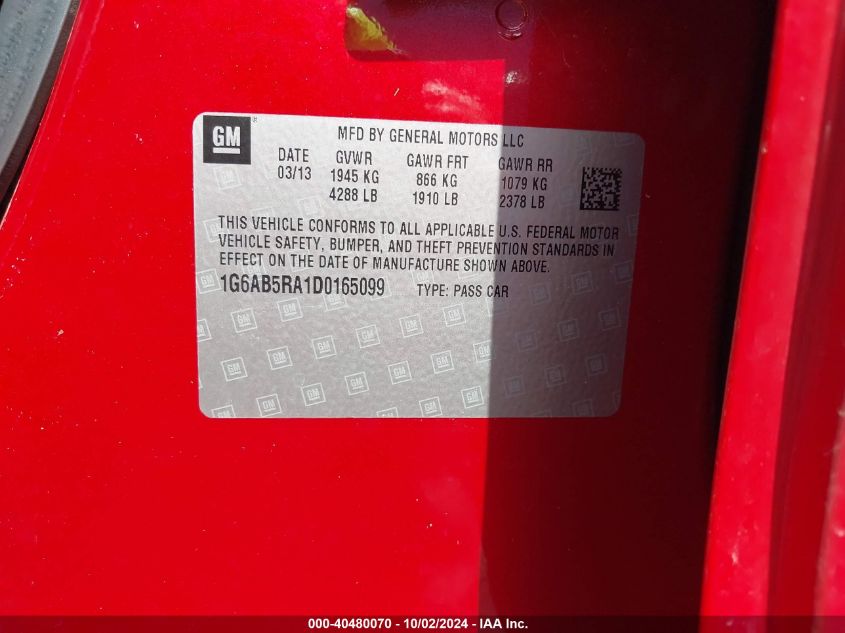 GM ®
MFD BY GENERAL MOTORS LLC
DATE GVWR GAWR FRT GAWR RR
03/13 1945 KG 866 KG 1079 KG
4288 LB 1910 LB 2378 LB
THIS VEHICLE CONFORMS TO ALL APPLICABLE U.S. FEDERAL MOTOR
VEHICLE SAFETY, BUMPER, AND THEFT PREVENTION STANDARDS IN
EFFECT ON THE DATE OF MANUFACTURE SHOWN ABOVE.
1G6AB5RA1D0165099 TYPE: PASS CAR
000-40480070 - 10/02/2024 - IAA Inc.